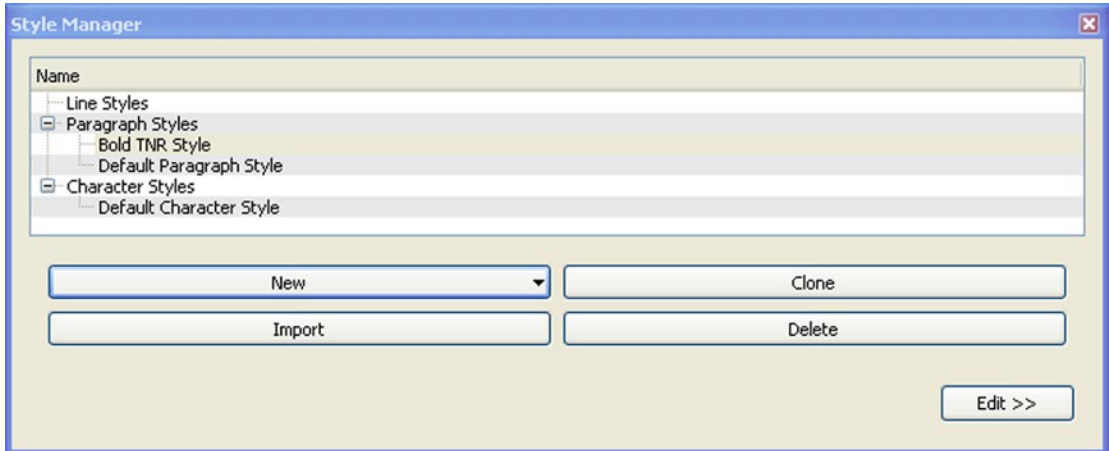 Style Manager
Name
Line Styles
Paragraph Styles
Bold TNR Style
Default Paragraph Style
Character Styles
Default Character Style
New
Clone
Import
Delete
Edit >>